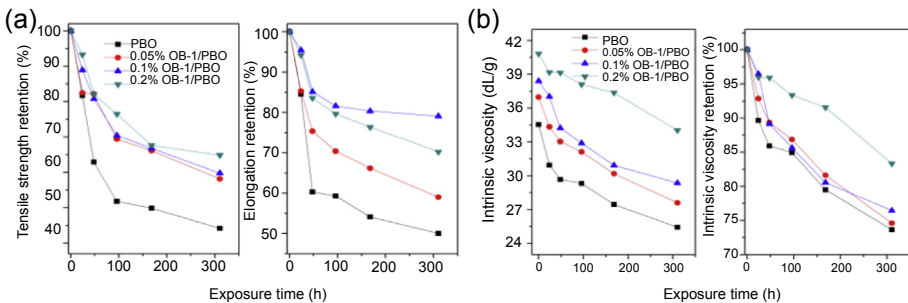 (a)
Tensile strength retention (%)
100
90
80
70
60
50
40
PBO
0.05% OB-1/PBO
0.1% OB-1/PBO
0.2% OB-1/PBO
0 100 200 300
Elongation retention (%)
100
90
80
70
60
50
0 100 200 300
Exposure time (h)
(b)
Intrinsic viscosity (dL/g)
42
39
36
33
30
27
24
PBO
0.05% OB-1/PBO
0.1% OB-1/PBO
0.2% OB-1/PBO
0 100 200 300
Intrinsic viscosity retention (%)
100
95
90
85
80
75
70
0 100 200 300
Exposure time (h)